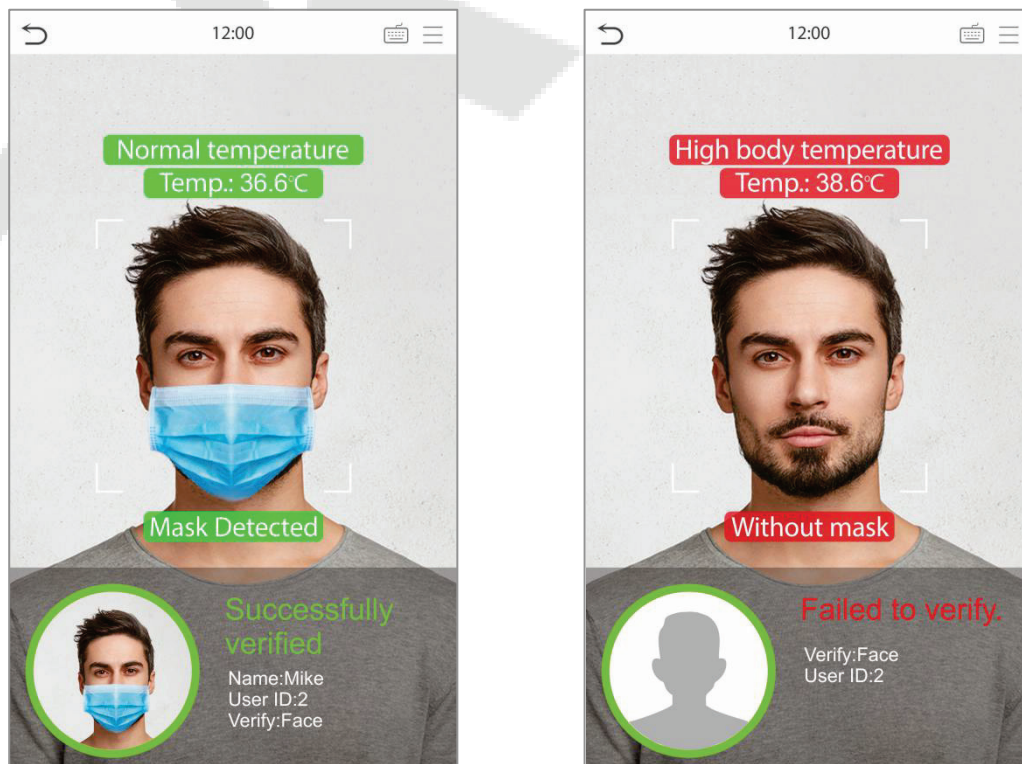 12:00
Normal temperature
Temp.: 36.6°C
Mask Detected
Successfully
verified
Name:Mike
User ID:2
Verify:Face
12:00
High body temperature
Temp.: 38.6°C
Without mask
Failed to verify.
Verify:Face
User ID:2